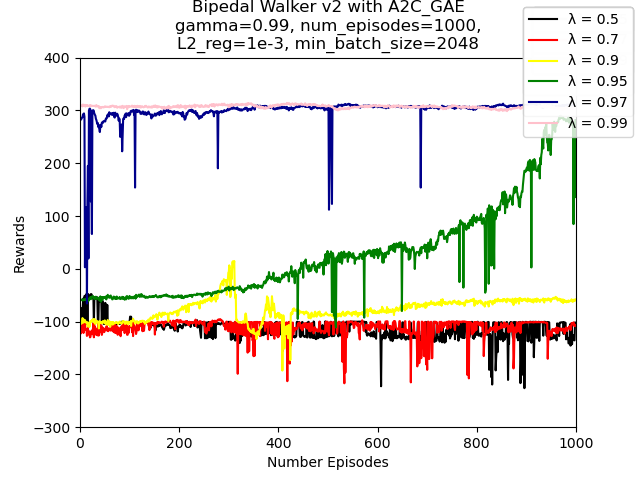 Bipedal Walker v2 with A2C_GAE
gamma=0.99, num_episodes=1000,
L2_reg=1e-3, min_batch_size=2048
λ = 0.5
λ = 0.7
λ = 0.9
λ = 0.95
λ = 0.97
λ = 0.99
400
300
200
100
0
−100
−200
−300
Rewards
0
200
400
600
800
1000
Number Episodes